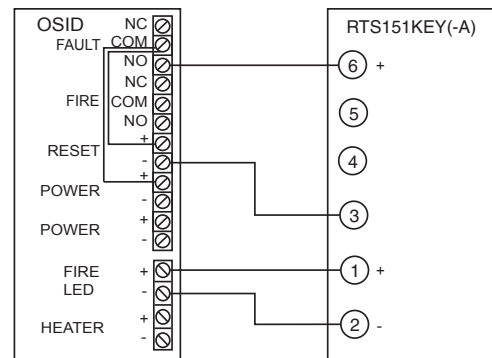 OSID
NC
FAULT COM
NO
NC
FIRE COM
NO
+
RESET
-
+
POWER
-
+
POWER
-
FIRE +
LED -
HEATER +
-
RTS151KEY(-A)
6 +
5
4
3
1 +
2 -